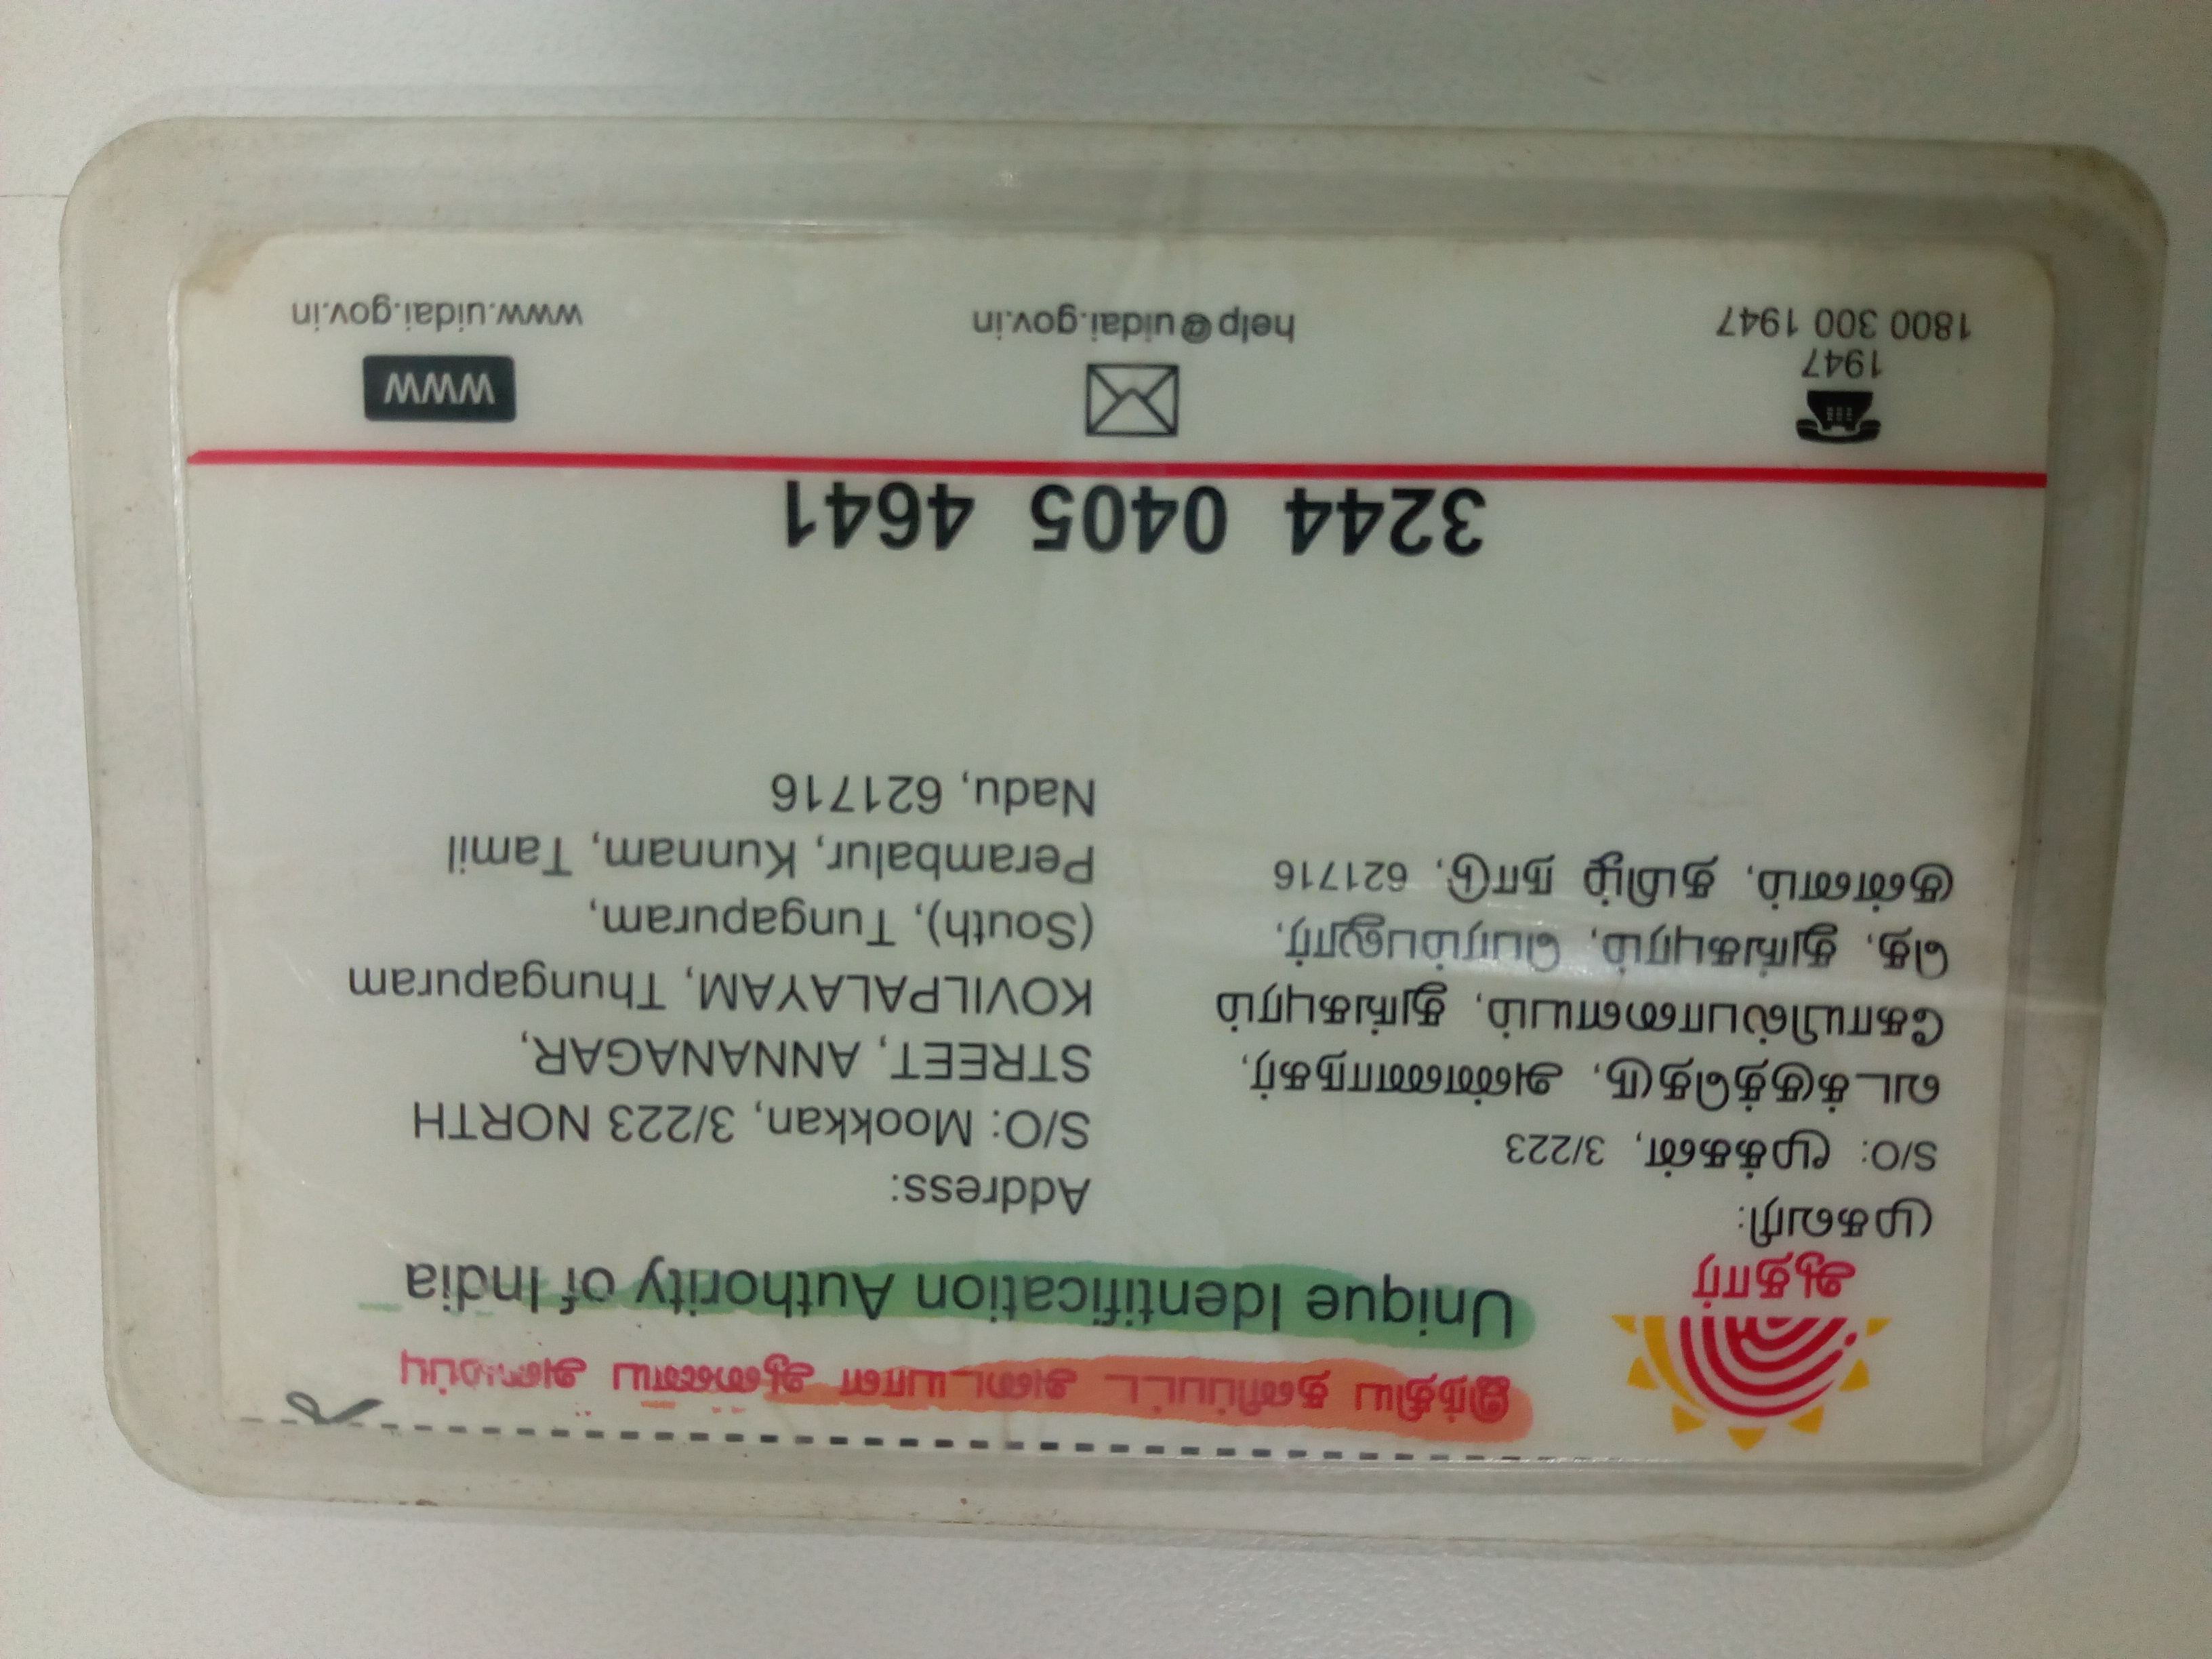 இந்திய தனிப்பட்ட அடையாள ஆணைய அமைப்பு
Unique Identification Authority of India
ஆதார்
முகவரி:
S/O: மூக்கன், 3/223
வடக்குத்தெரு, அண்ணாநகர்,
கோயில்பாளையம், துங்கபுரம்
தெ, துங்கபுரம், பெரம்பலூர்,
குன்னம், தமிழ் நாடு, 621716
Address:
S/O: Mookkan, 3/223 NORTH
STREET, ANNANAGAR,
KOVILPALAYAM, Thungapuram
(South), Tungapuram,
Perambalur, Kunnam, Tamil
Nadu, 621716
3244 0405 4641
1947
1800 300 1947
help@uidai.gov.in
WWW
www.uidai.gov.in